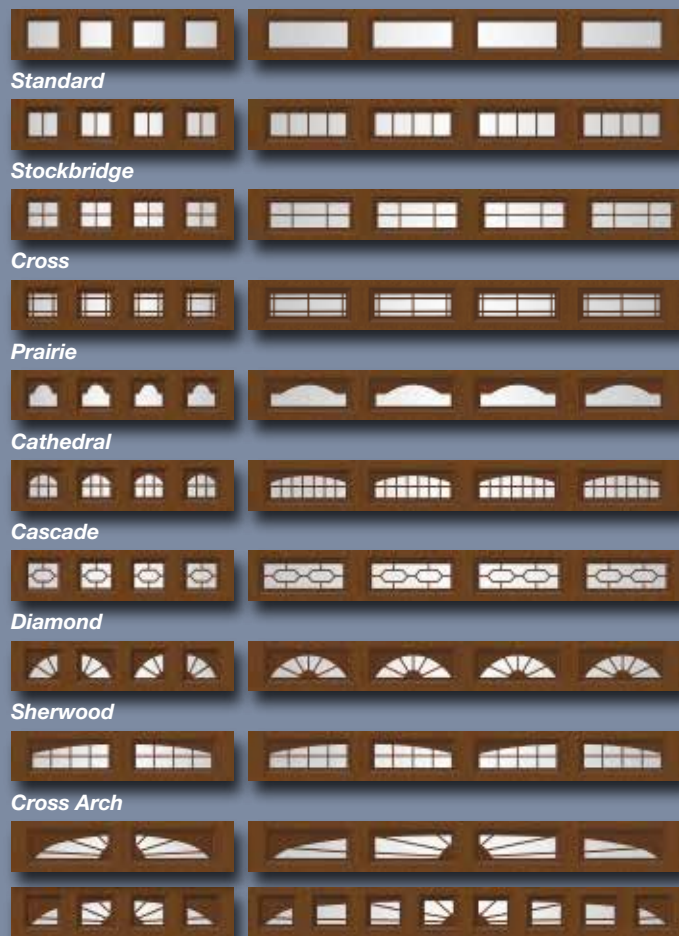 Standard
Stockbridge
Cross
Prairie
Cathedral
Cascade
Diamond
Sherwood
Cross Arch